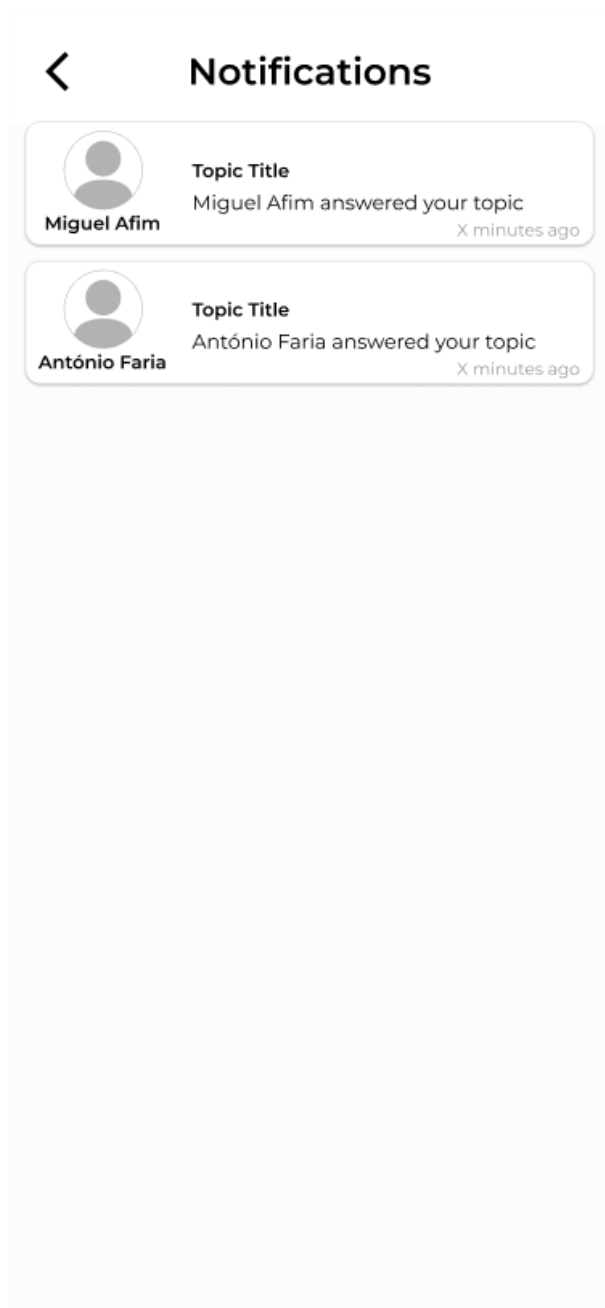 Notifications
Topic Title
Miguel Afim answered your topic
Miguel Afim
X minutes ago
Topic Title
António Faria answered your topic
António Faria
X minutes ago